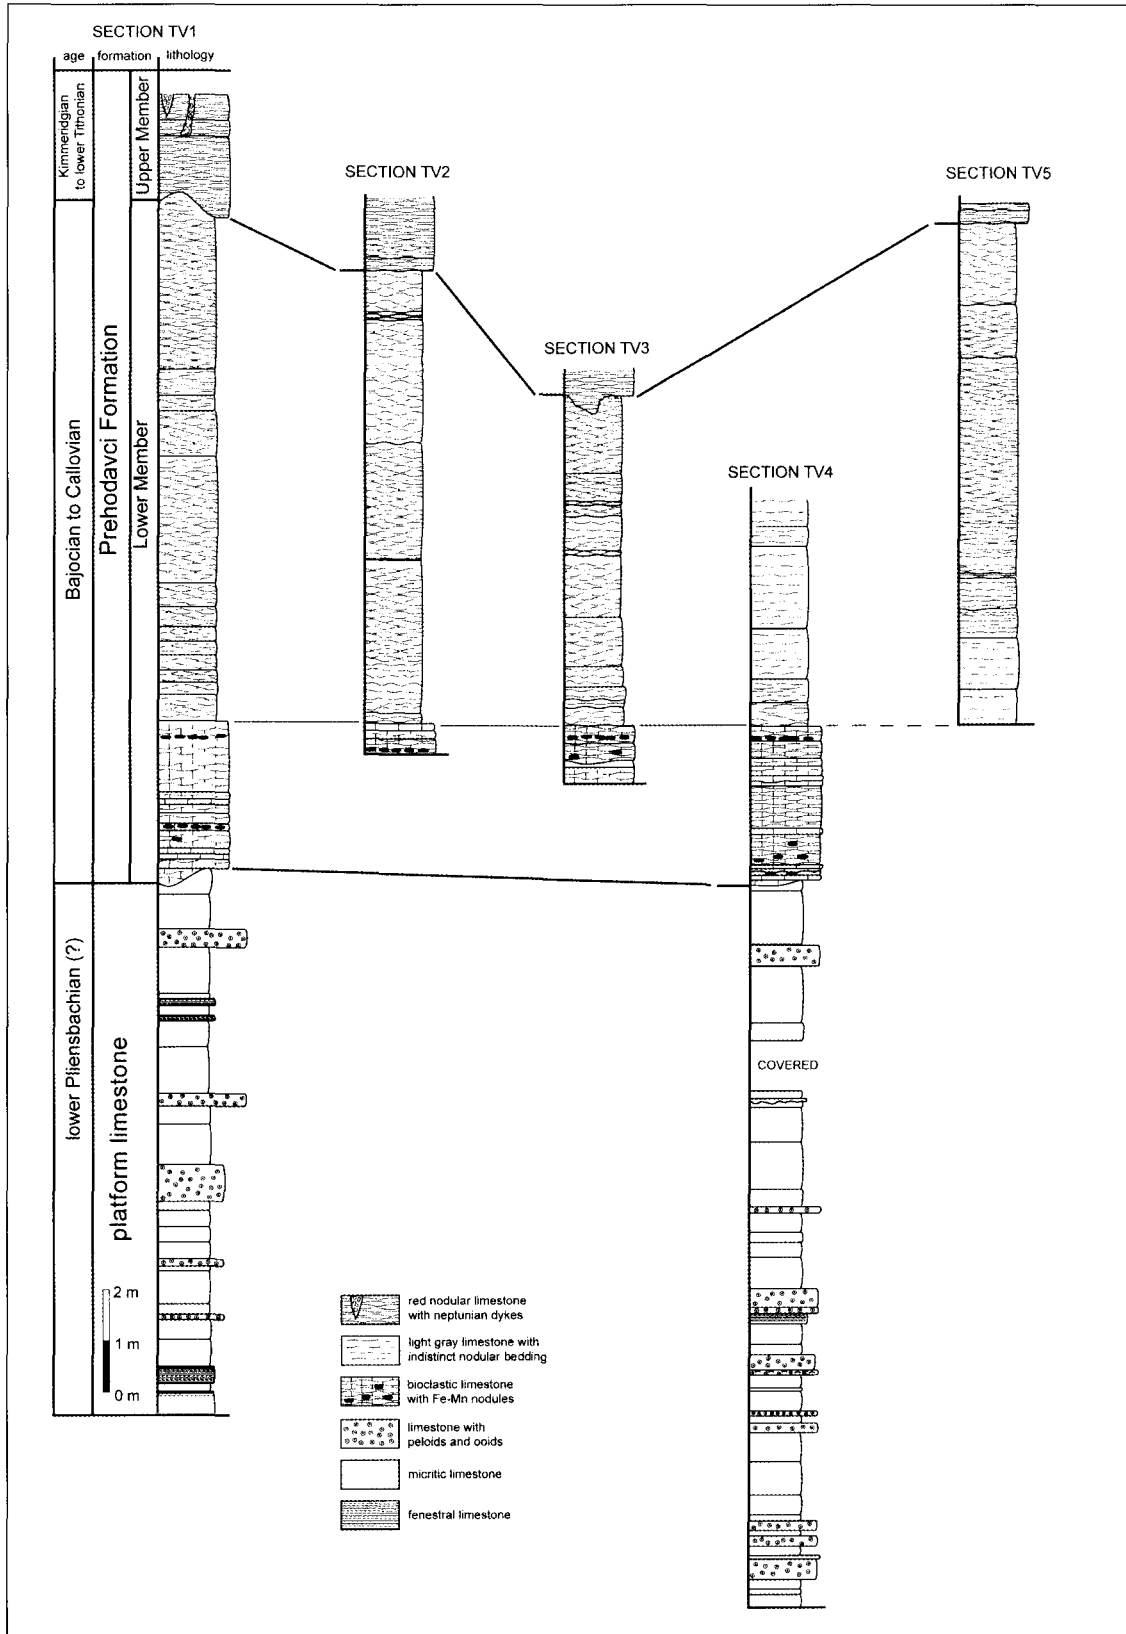 SECTION TV1
age formation lithology
Kimmeridgian
to lower Tithonian
Upper Member
SECTION TV2
SECTION TV5
SECTION TV3
SECTION TV4
Bajocian to Callovian
Prehodavci Formation
Lower Member
COVERED
lower Pliensbachian (?)
platform limestone
2 m
1 m
0 m
red nodular limestone
with neptunian dykes
light gray limestone with
indistinct nodular bedding
bioclastic limestone
with Fe-Mn nodules
limestone with
peloids and ooids
micritic limestone
fenestral limestone